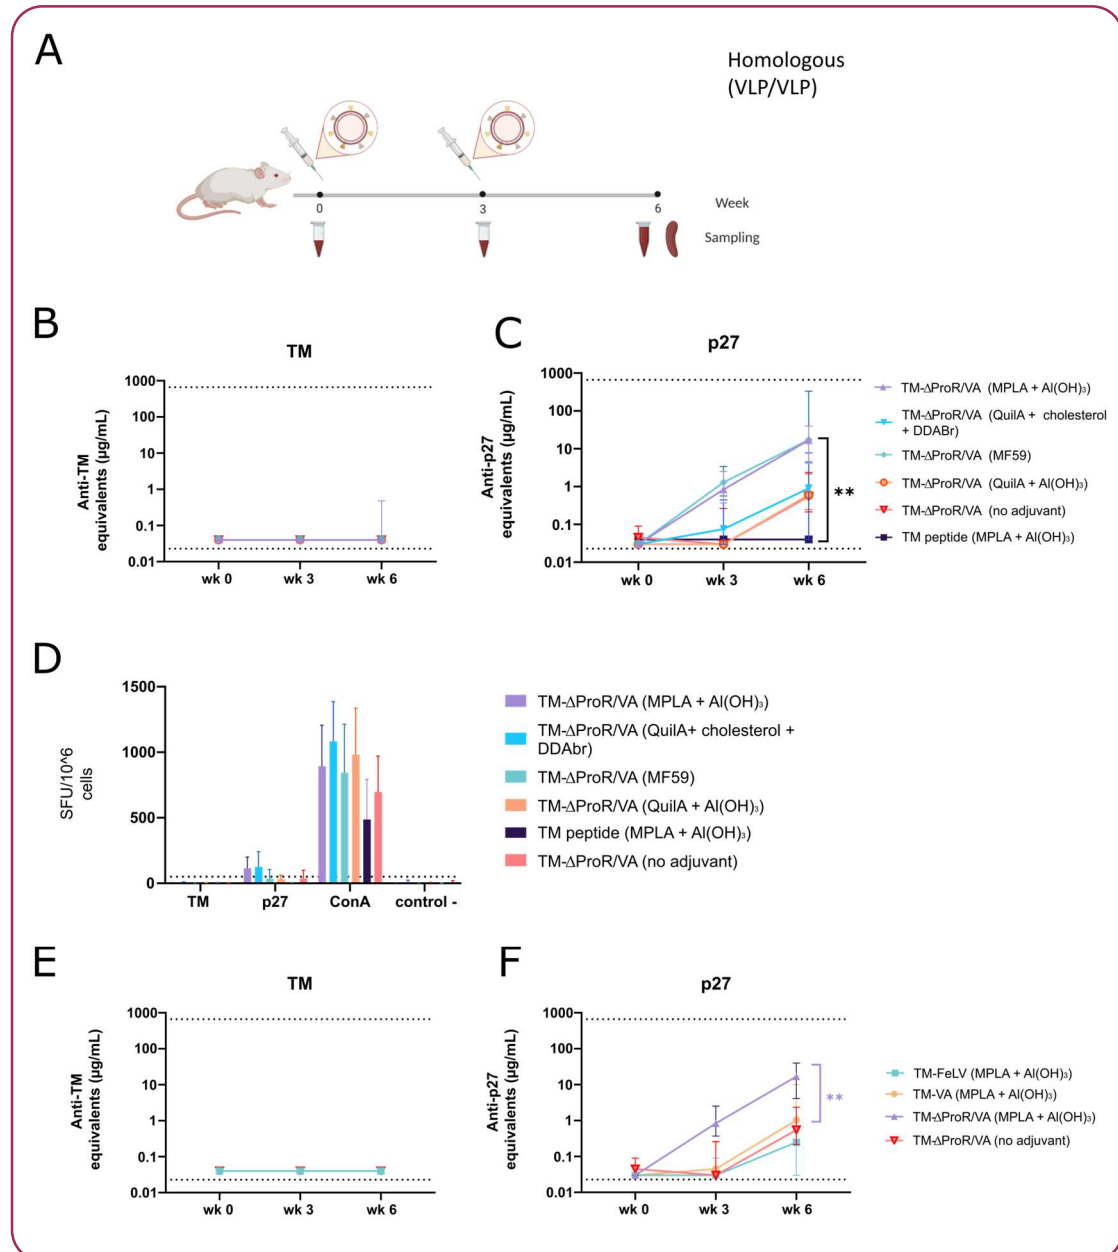 A
Homologous
(VLP/VLP)
0
3
6
Week
Sampling
B
TM
Anti-TM
equivalents (µg/mL)
1000
100
10
1
0.1
0.01
wk 0
wk 3
wk 6
C
p27
Anti-p27
equivalents (µg/mL)
1000
100
10
1
0.1
0.01
wk 0
wk 3
wk 6
**
TM-ΔProR/VA (MPLA + Al(OH)₃)
TM-ΔProR/VA (QuilA + cholesterol
+ DDABr)
TM-ΔProR/VA (MF59)
TM-ΔProR/VA (QuilA + Al(OH)₃)
TM-ΔProR/VA (no adjuvant)
TM peptide (MPLA + Al(OH)₃)
D
SFU/10^6
cells
1500
1000
500
0
TM
p27
ConA
control -
TM-ΔProR/VA (MPLA + Al(OH)₃)
TM-ΔProR/VA (QuilA+ cholesterol +
DDAbr)
TM-ΔProR/VA (MF59)
TM-ΔProR/VA (QuilA + Al(OH)₃)
TM peptide (MPLA + Al(OH)₃)
TM-ΔProR/VA (no adjuvant)
E
TM
Anti-TM
equivalents (µg/mL)
1000
100
10
1
0.1
0.01
wk 0
wk 3
wk 6
F
p27
Anti-p27
equivalents (µg/mL)
1000
100
10
1
0.1
0.01
wk 0
wk 3
wk 6
**
TM-FeLV (MPLA + Al(OH)₃)
TM-VA (MPLA + Al(OH)₃)
TM-ΔProR/VA (MPLA + Al(OH)₃)
TM-ΔProR/VA (no adjuvant)